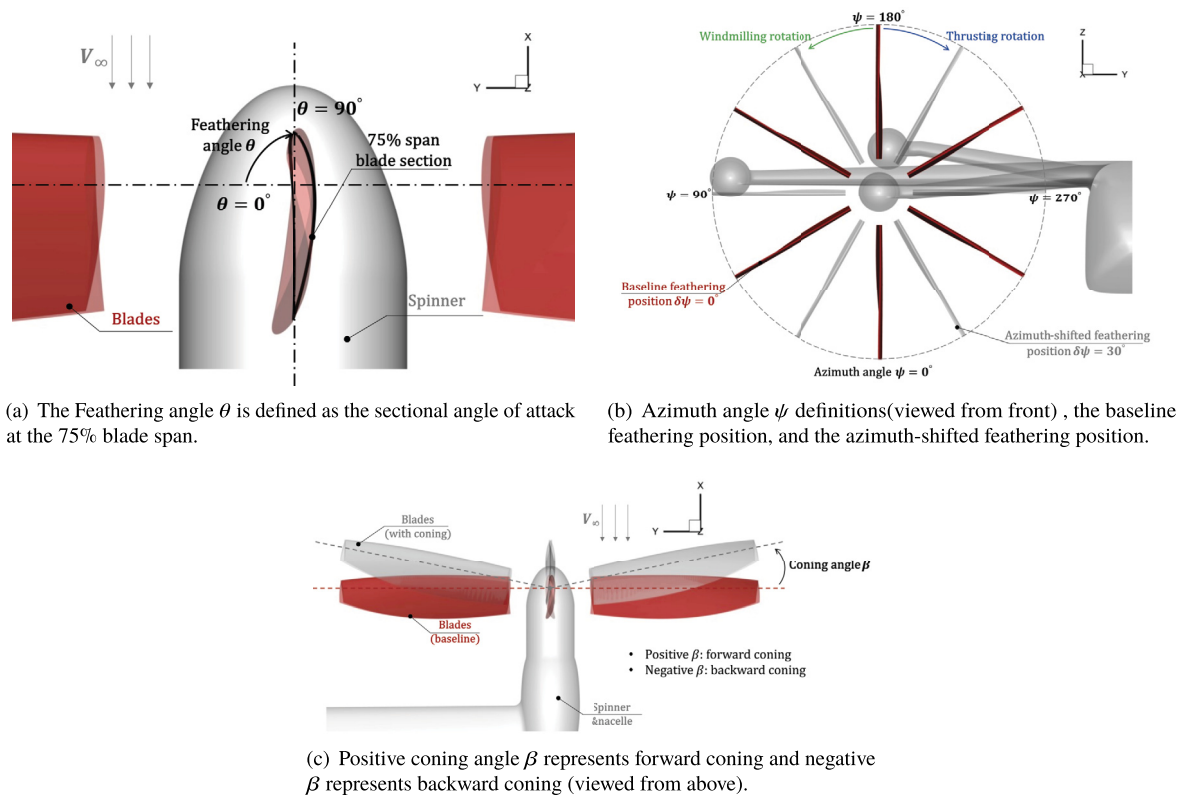 V∞
X
Y
Z
θ = 90°
Feathering
angle θ
75% span
blade section
θ = 0°
Spinner
Blades
(a) The Feathering angle θ is defined as the sectional angle of attack
at the 75% blade span.
ψ = 180°
Windmilling rotation
Thrusting rotation
Z
X
Y
ψ = 90°
ψ = 270°
Baseline feathering
position δψ = 0°
Azimuth-shifted feathering
position δψ = 30°
Azimuth angle ψ = 0°
(b) Azimuth angle ψ definitions(viewed from front) , the baseline
feathering position, and the azimuth-shifted feathering position.
Blades
(with coning)
V∞
X
Y
Z
Coning angle β
Blades
(baseline)
• Positive β: forward coning
• Negative β: backward coning
Spinner
&nacelle
(c) Positive coning angle β represents forward coning and negative
β represents backward coning (viewed from above).